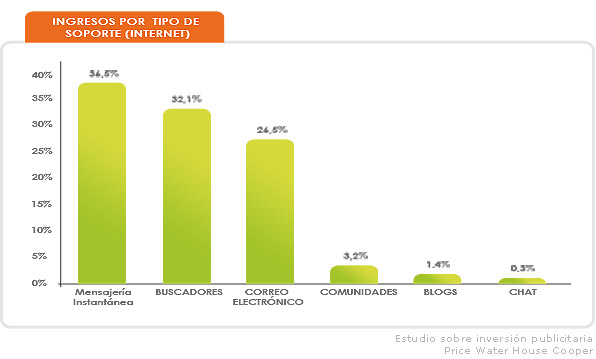 INGRESOS POR TIPO DE
SOPORTE (INTERNET)
40%
35%
30%
25%
20%
15%
10%
5%
0%
36,5%
32,1%
26,5%
3,2%
1,4%
0,3%
Mensajería
Instantánea
BUSCADORES
CORREO
ELECTRÓNICO
COMUNIDADES
BLOGS
CHAT
Estudio sobre inversión publicitaria
Price Water House Cooper